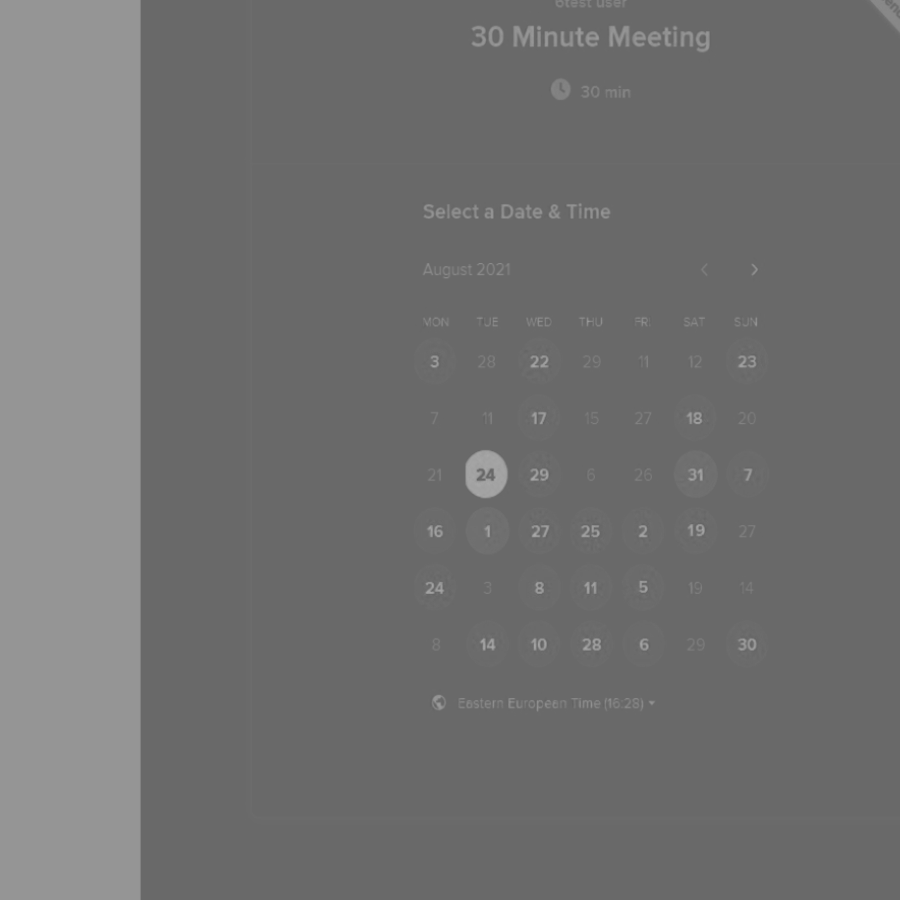 30 Minute Meeting
30 min
Select a Date & Time
August 2021
MON TUE WED THU FRI SAT SUN
3 28 22 29 11 12 23
7 11 17 15 27 18 20
21 24 29 6 26 31 7
16 1 27 25 2 19 27
24 3 8 11 5 19 14
8 14 10 28 6 29 30
Eastern European Time (16:28)